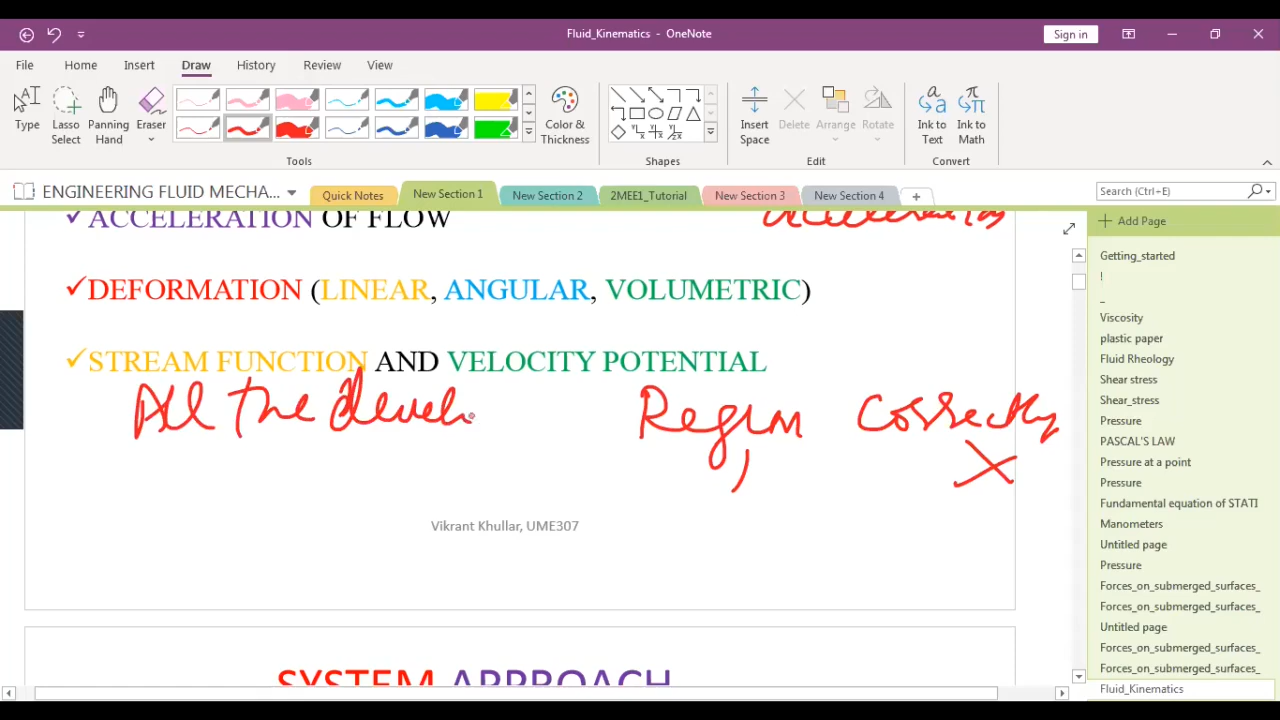 Fluid_Kinematics - OneNote
Sign in
File Home Insert Draw History Review View
Type
Lasso Select
Panning Hand
Eraser
Color & Thickness
Insert Space
Delete
Arrange
Rotate
Ink to Text
Ink to Math
Tools
Shapes
Edit
Convert
ENGINEERING FLUID MECHA...
Quick Notes
New Section 1
New Section 2
2MEE1_Tutorial
New Section 3
New Section 4
Search (Ctrl+E)
✓ACCELERATION OF FLOW
✓DEFORMATION (LINEAR, ANGULAR, VOLUMETRIC)
✓STREAM FUNCTION AND VELOCITY POTENTIAL
All the Correctly
Vikrant Khullar, UME307
SYSTEM APPROACH
Add Page
Getting_started
!
_
Viscosity
plastic paper
Fluid Rheology
Shear stress
Shear_stress
Pressure
PASCAL'S LAW
Pressure at a point
Pressure
Fundamental equation of STATI
Manometers
Untitled page
Pressure
Forces_on_submerged_surfaces_
Forces_on_submerged_surfaces_
Untitled page
Forces_on_submerged_surfaces_
Forces_on_submerged_surfaces_
Fluid_Kinematics